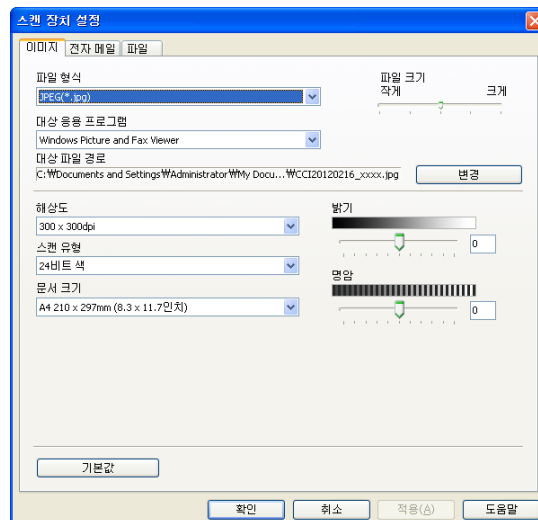 스캔 장치 설정
이미지 전자 메일 파일
파일 형식
JPEG(*.jpg)
파일 크기
작게 크게
대상 응용 프로그램
Windows Picture and Fax Viewer
대상 파일 경로
C:₩Documents and Settings₩Administrator₩My Docu...₩CCI20120216_xxxx.jpg
변경
해상도
300 x 300dpi
스캔 유형
24비트 색
문서 크기
A4 210 x 297mm (8.3 x 11.7인치)
밝기
0
명암
0
기본값
확인 취소 적용(A) 도움말